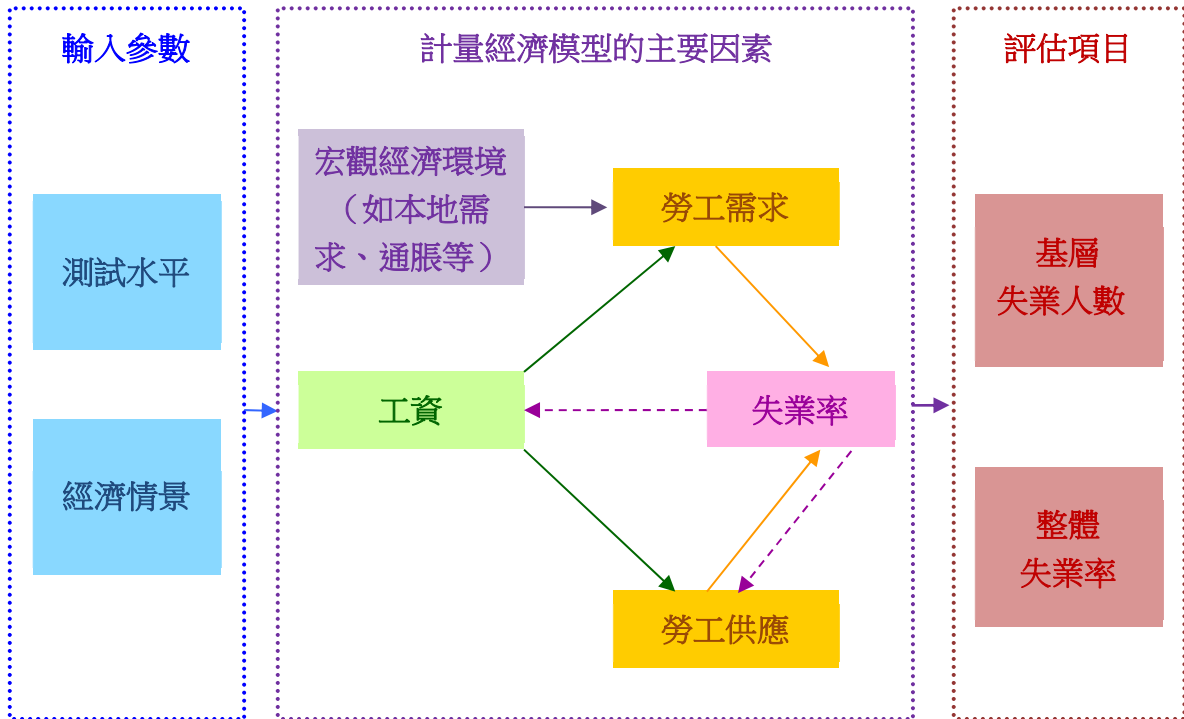 輸入參數
計量經濟模型的主要因素
評估項目
測試水平
經濟情景
宏觀經濟環境
（如本地需
求、通脹等）
勞工需求
工資
失業率
勞工供應
基層
失業人數
整體
失業率